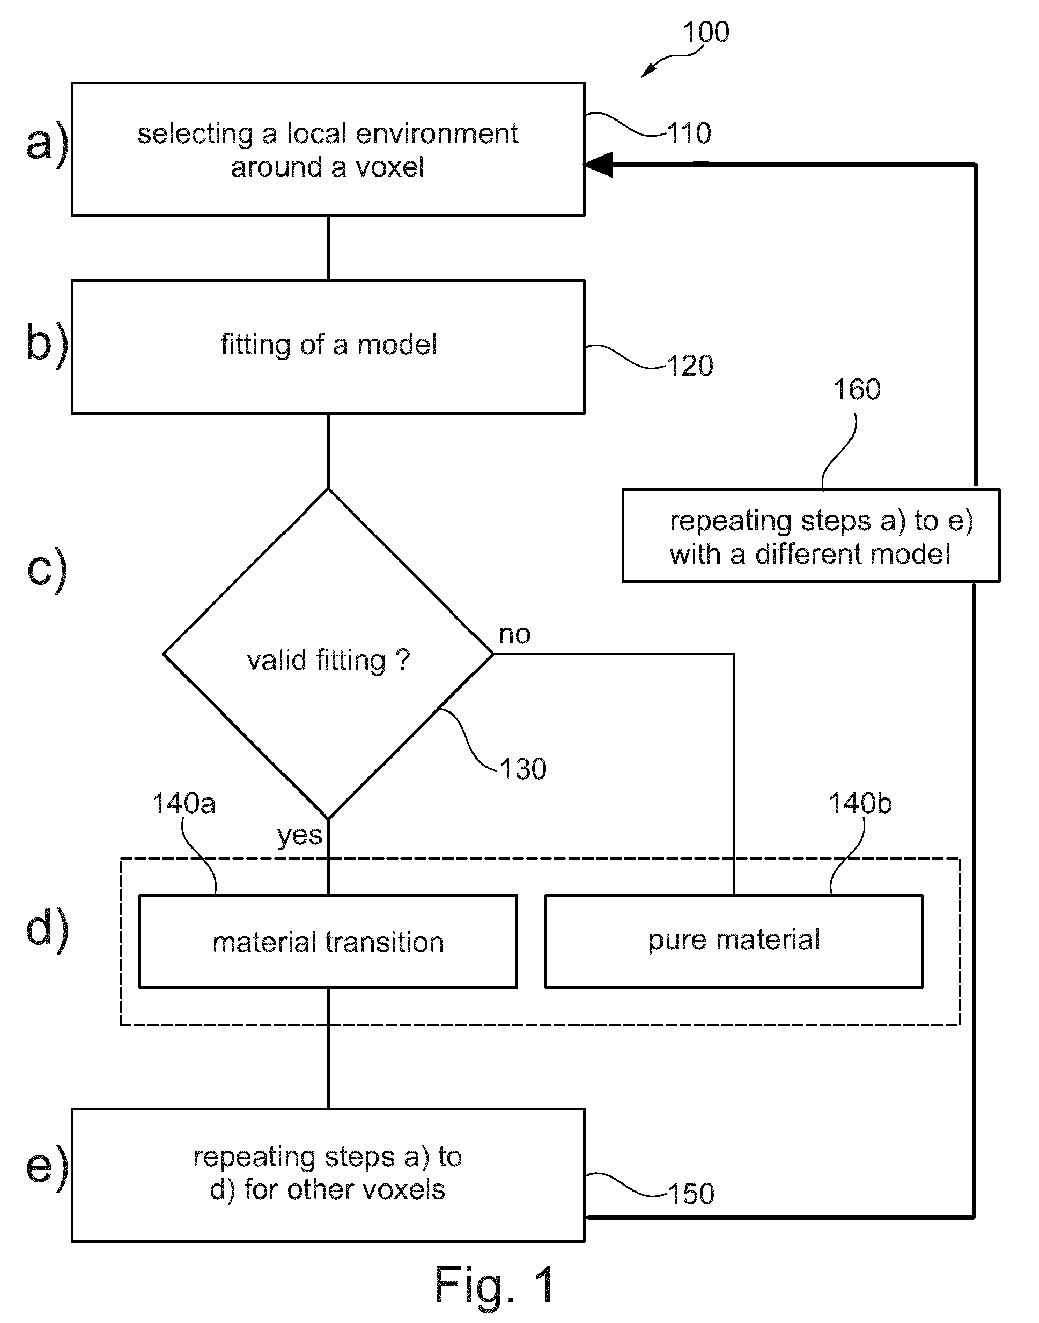 100
a)
selecting a local environment
around a voxel
110
b)
fitting of a model
120
160
repeating steps a) to e)
with a different model
c)
valid fitting ?
no
130
yes
140a
140b
d)
material transition
pure material
e)
repeating steps a) to
d) for other voxels
150
Fig. 1